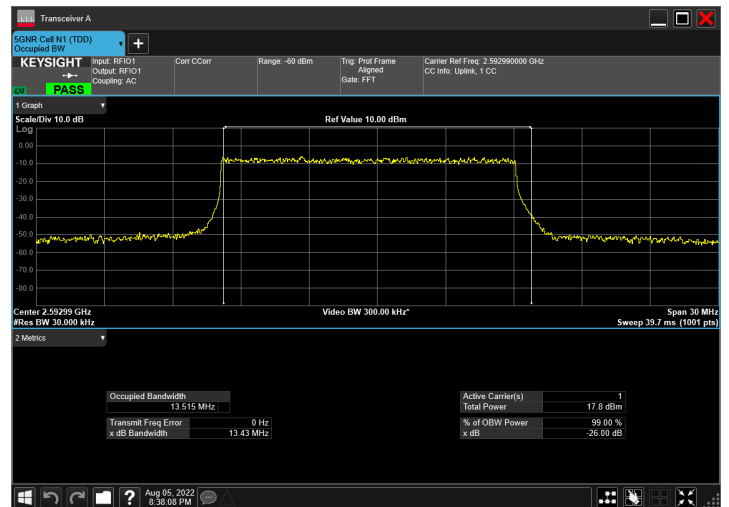 Transceiver A
5GNR Cell N1 (TDD)
Occupied BW
KEYSIGHT
LXI PASS
Input: RFIO1
Output: RFIO1
Coupling: AC
Corr CCorr
Range: -60 dBm
Trig: Prot Frame
Aligned
Gate: FFT
Carrier Ref Freq: 2.592990000 GHz
CC Info: Uplink, 1 CC
1 Graph
Scale/Div 10.0 dB
Ref Value 10.00 dBm
Log
0.00
-10.0
-20.0
-30.0
-40.0
-50.0
-60.0
-70.0
-80.0
Center 2.59299 GHz
Video BW 300.00 kHz*
Span 30 MHz
#Res BW 30.000 kHz
Sweep 39.7 ms (1001 pts)
2 Metrics
Occupied Bandwidth
13.515 MHz
Transmit Freq Error 0 Hz
x dB Bandwidth 13.43 MHz
Active Carrier(s) 1
Total Power 17.8 dBm
% of OBW Power 99.00 %
x dB -26.00 dB
?
Aug 05, 2022
8:38:08 PM